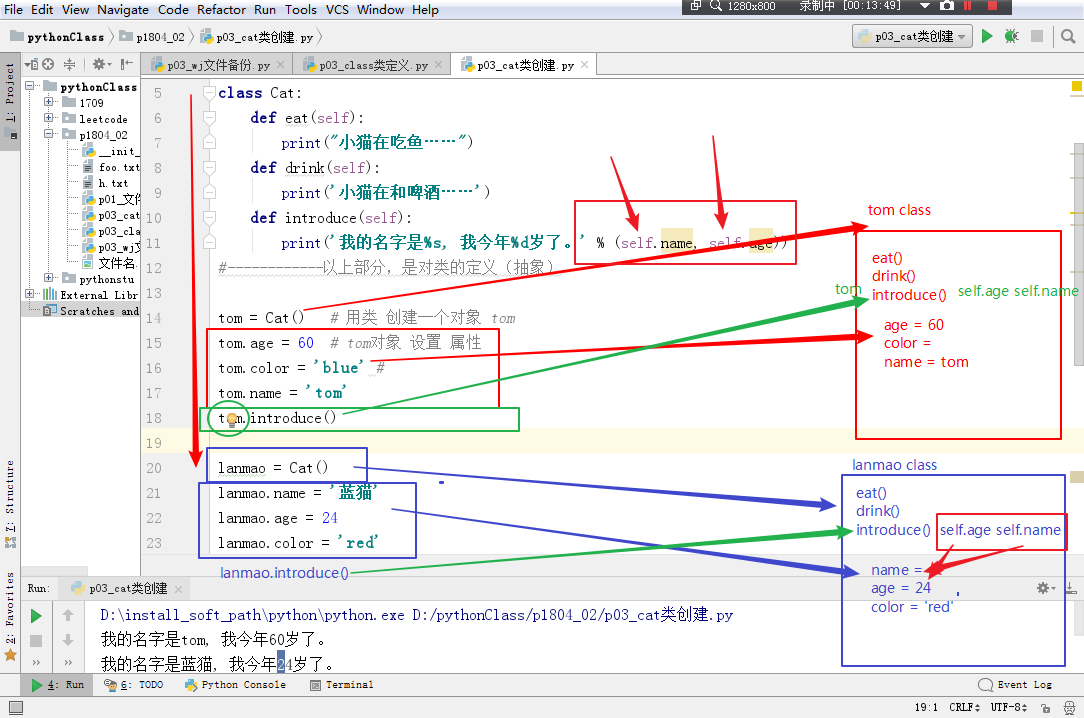 File Edit View Navigate Code Refactor Run Tools VCS Window Help
1280x800 录制中 [00:13:49]
pythonClass p1804_02 p03_cat类创建.py
p03_cat类创建
p03_wj文件备份.py p03_class类定义.py p03_cat类创建.py
1: Project
pythonClass
1709
leetcode
p1804_02
__init_
foo.txt
h.txt
p01_文件
p03_cat
p03_cla
p03_wj文
文件名.
pythonstu
External Libr
Scratches and
7: Structure
2: Favorites
5 class Cat:
6 def eat(self):
7 print("小猫在吃鱼……")
8 def drink(self):
9 print('小猫在和啤酒……')
10 def introduce(self):
11 print('我的名字是%s, 我今年%d岁了。' % (self.name, self.age))
12 #------------以上部分，是对类的定义（抽象）
13
14 tom = Cat() # 用类 创建一个对象 tom
15 tom.age = 60 # tom对象 设置 属性
16 tom.color = 'blue' #
17 tom.name = 'tom'
18 tom.introduce()
19
20 lanmao = Cat()
21 lanmao.name = '蓝猫'
22 lanmao.age = 24
23 lanmao.color = 'red'
lanmao.introduce()
tom class
eat()
drink()
tom
introduce() self.age self.name
age = 60
color =
name = tom
lanmao class
eat()
drink()
introduce() self.age self.name
name =
age = 24
color = 'red'
Run: p03_cat类创建
D:\install_soft_path\python\python.exe D:/pythonClass/p1804_02/p03_cat类创建.py
我的名字是tom, 我今年60岁了。
我的名字是蓝猫, 我今年24岁了。
4: Run 6: TODO Python Console Terminal Event Log
19:1 CRLF UTF-8